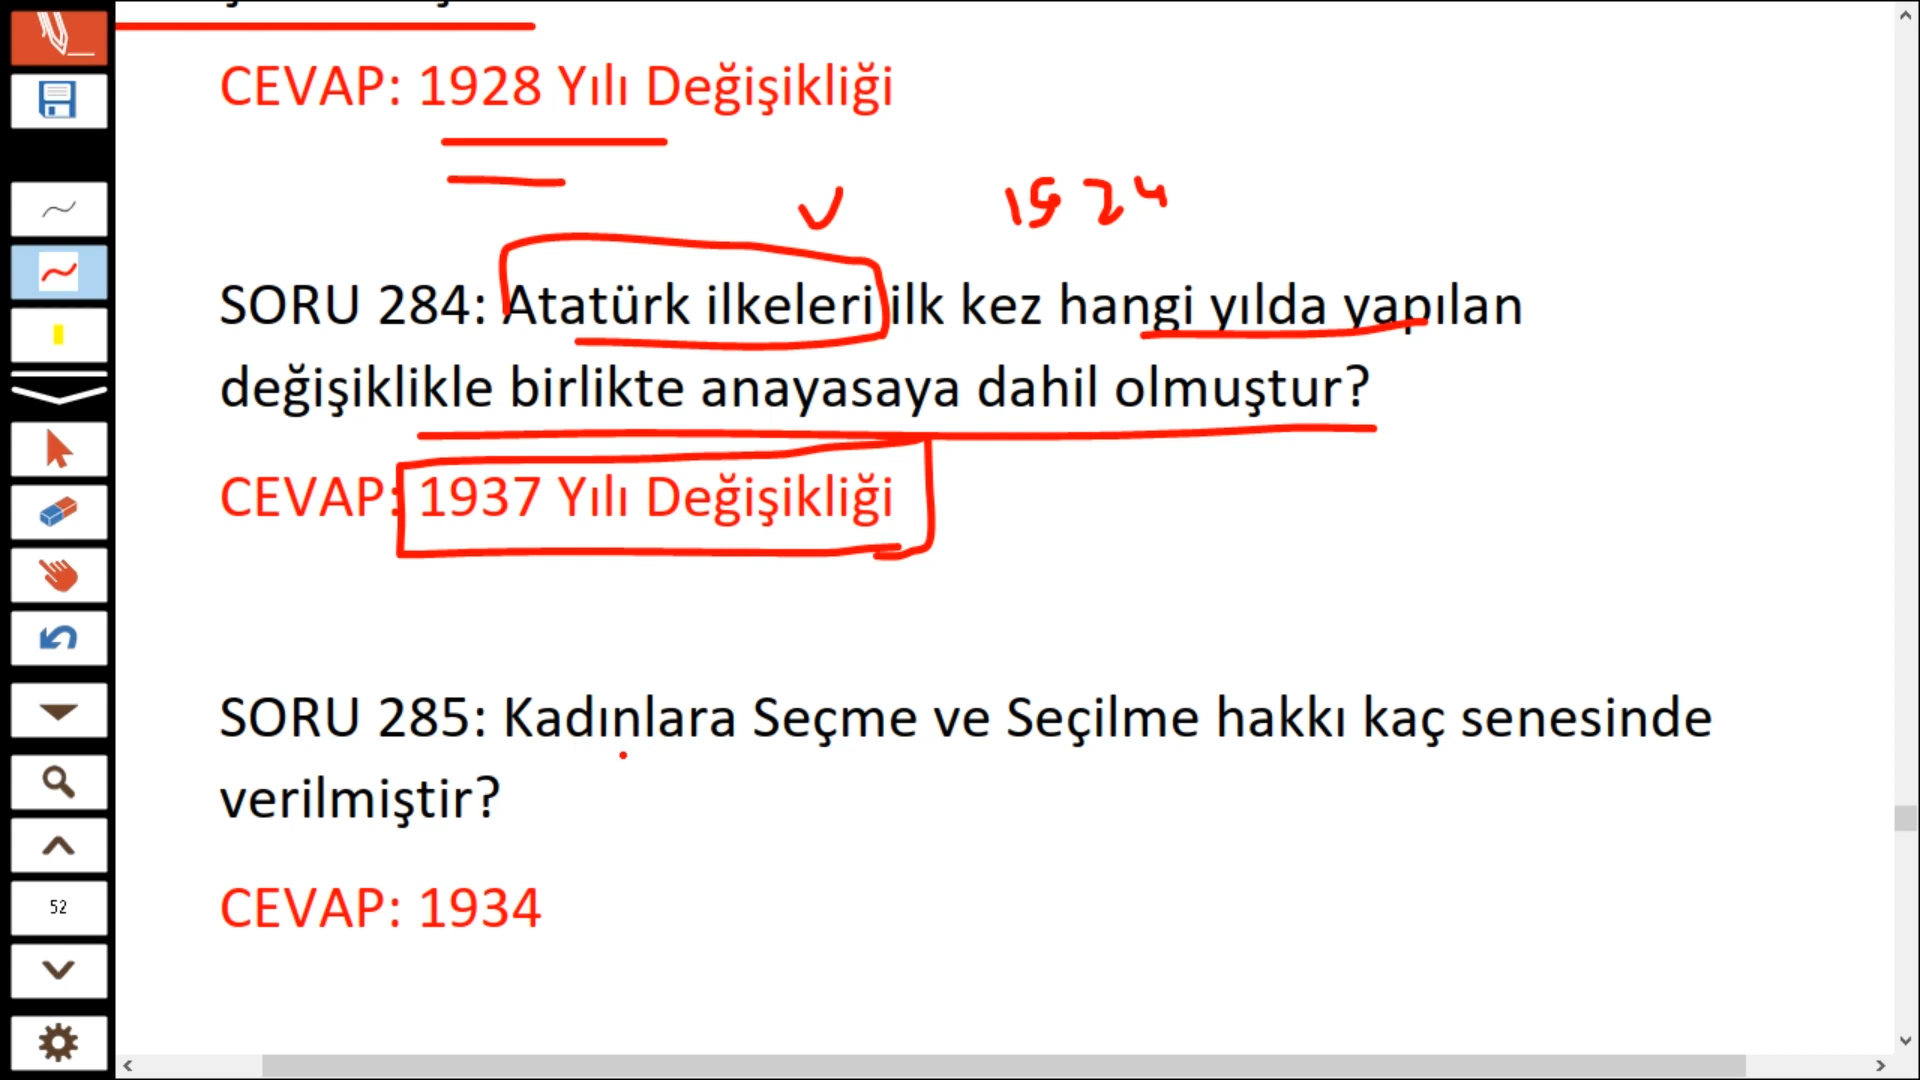 CEVAP: 1928 Yılı Değişikliği
1924
SORU 284: Atatürk ilkeleri ilk kez hangi yılda yapılan
değişiklikle birlikte anayasaya dahil olmuştur?
CEVAP: 1937 Yılı Değişikliği
SORU 285: Kadınlara Seçme ve Seçilme hakkı kaç senesinde
verilmiştir?
CEVAP: 1934
52